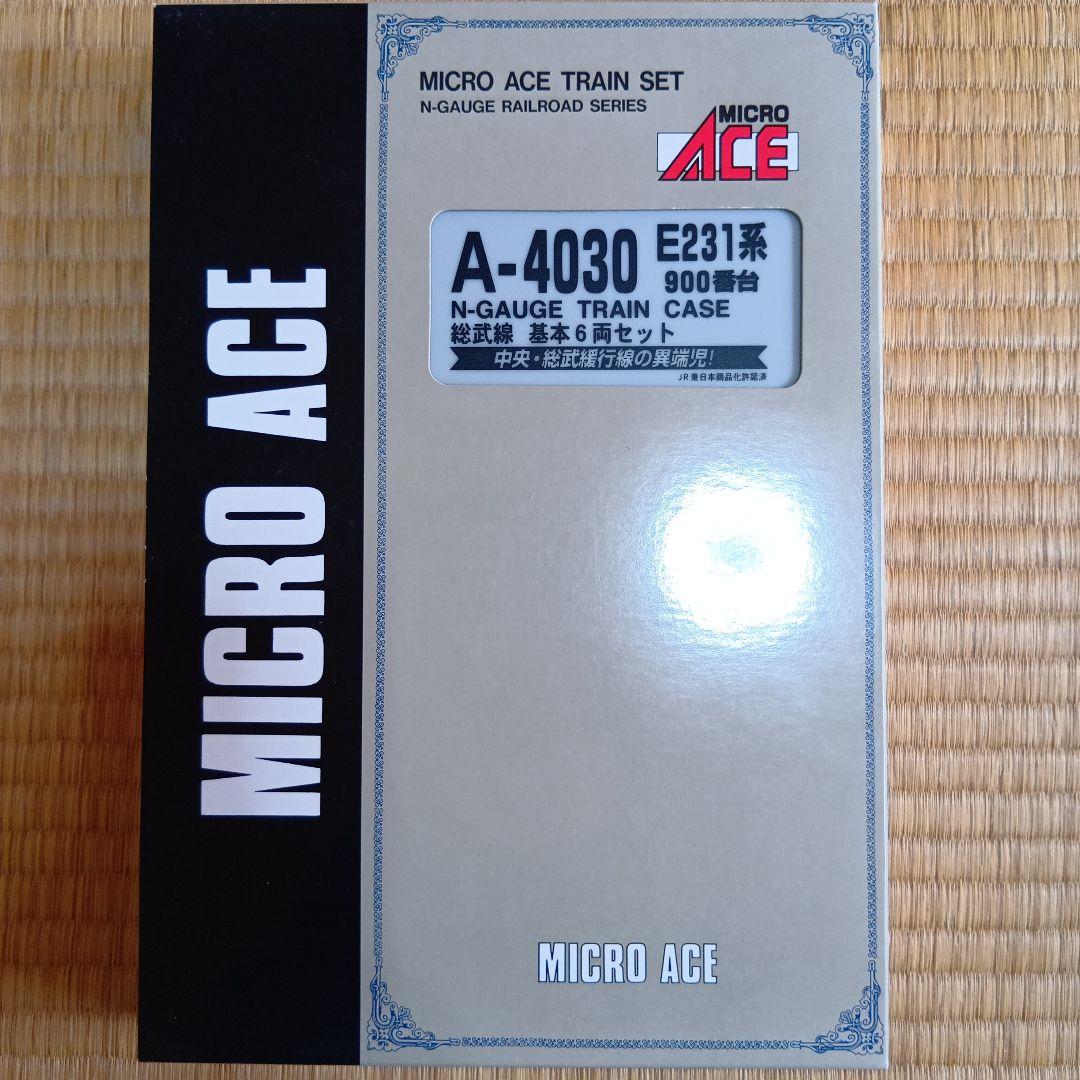 MICRO ACE
MICRO ACE TRAIN SET
N-GAUGE RAILROAD SERIES
MICRO
ACE
A-4030 E231系
900番台
N-GAUGE TRAIN CASE
総武線 基本6両セット
中央・総武緩行線の異端児!
JR東日本商品化許諾済
MICRO ACE